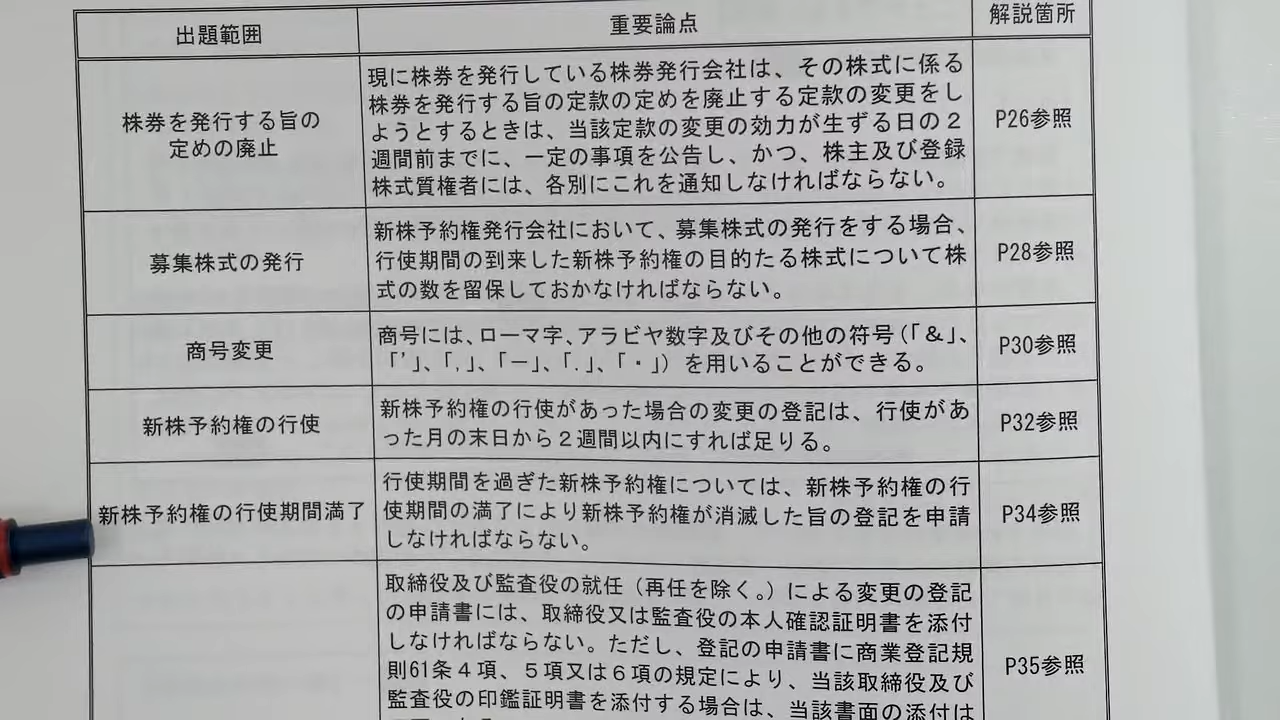 出題範囲
重要論点
解説箇所
株券を発行する旨の
定めの廃止
現に株券を発行している株券発行会社は、その株式に係る
株券を発行する旨の定款の定めを廃止する定款の変更をし
ようとするときは、当該定款の変更の効力が生ずる日の２
週間前までに、一定の事項を公告し、かつ、株主及び登録
株式質権者には、各別にこれを通知しなければならない。
P26参照
募集株式の発行
新株予約権発行会社において、募集株式の発行をする場合、
行使期間の到来した新株予約権の目的たる株式について株
式の数を留保しておかなければならない。
P28参照
商号変更
商号には、ローマ字、アラビヤ数字及びその他の符号（「＆」、
「’」、「，」、「－」、「．」、「・」）を用いることができる。
P30参照
新株予約権の行使
新株予約権の行使があった場合の変更の登記は、行使があ
った月の末日から２週間以内にすれば足りる。
P32参照
新株予約権の行使期間満了
行使期間を過ぎた新株予約権については、新株予約権の行
使期間の満了により新株予約権が消滅した旨の登記を申請
しなければならない。
P34参照
取締役及び監査役の就任（再任を除く。）による変更の登記
の申請書には、取締役又は監査役の本人確認証明書を添付
しなければならない。ただし、登記の申請書に商業登記規
則61条４項、５項又は６項の規定により、当該取締役及び
監査役の印鑑証明書を添付する場合は、当該書面の添付は
P35参照